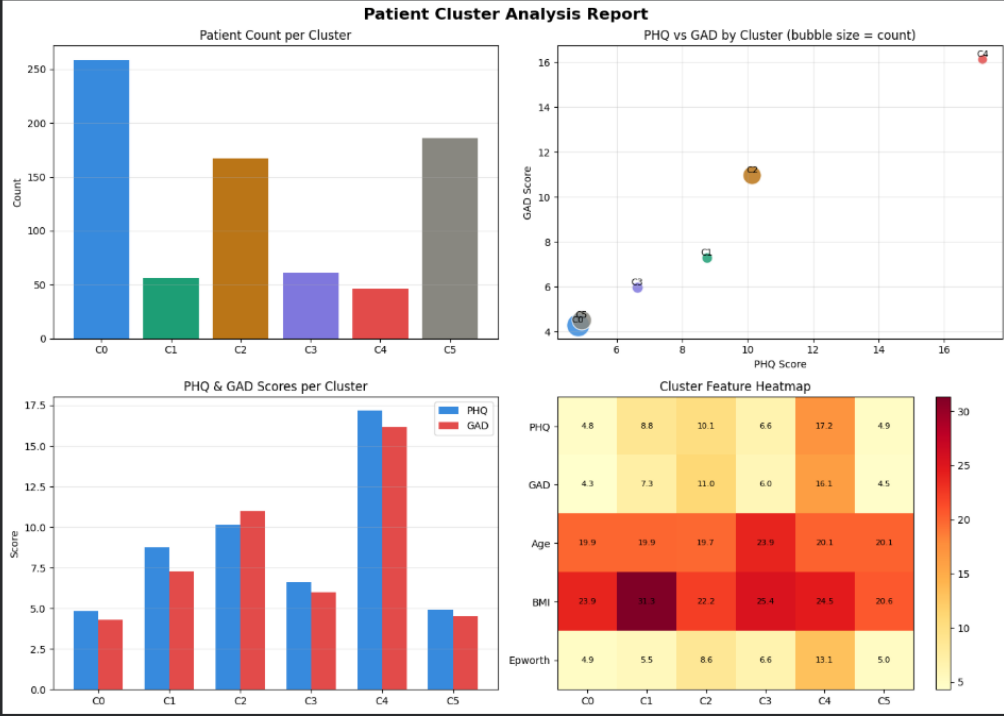 Patient Cluster Analysis Report
Patient Count per Cluster
Count
250
200
150
100
50
0
C0 C1 C2 C3 C4 C5
PHQ vs GAD by Cluster (bubble size = count)
GAD Score
16
14
12
10
8
6
4
C4
C2
C1
C3
C5
C0
6 8 10 12 14 16
PHQ Score
PHQ & GAD Scores per Cluster
Score
17.5
15.0
12.5
10.0
7.5
5.0
2.5
0.0
PHQ
GAD
C0 C1 C2 C3 C4 C5
Cluster Feature Heatmap
PHQ 4.8 8.8 10.1 6.6 17.2 4.9
GAD 4.3 7.3 11.0 6.0 16.1 4.5
Age 19.9 19.9 19.7 23.9 20.1 20.1
BMI 23.9 31.3 22.2 25.4 24.5 20.6
Epworth 4.9 5.5 8.6 6.6 13.1 5.0
C0 C1 C2 C3 C4 C5
30
25
20
15
10
5